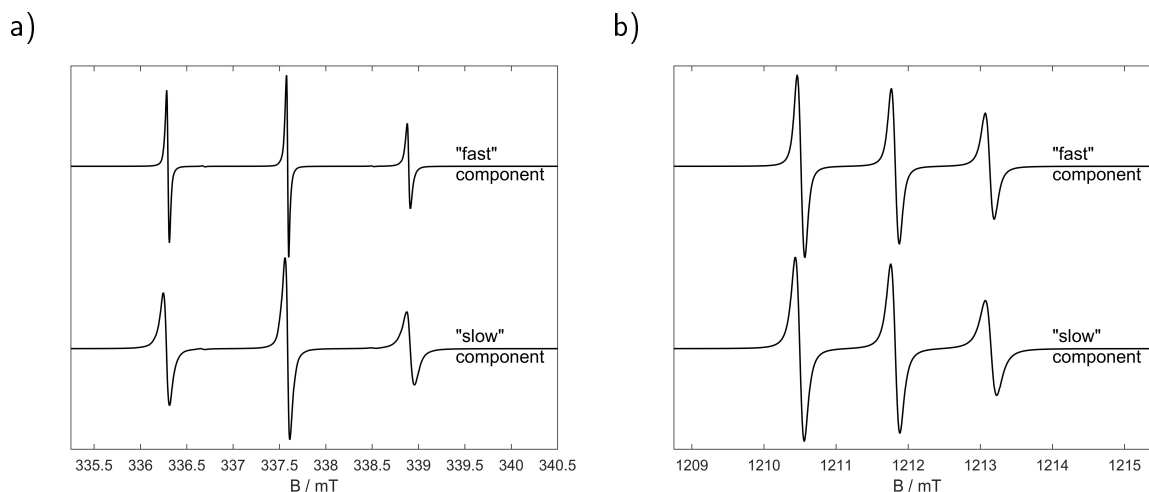 a)
b)
"fast"
component
"slow"
component
335.5 336 336.5 337 337.5 338 338.5 339 339.5 340 340.5
B / mT
"fast"
component
"slow"
component
1209 1210 1211 1212 1213 1214 1215
B / mT